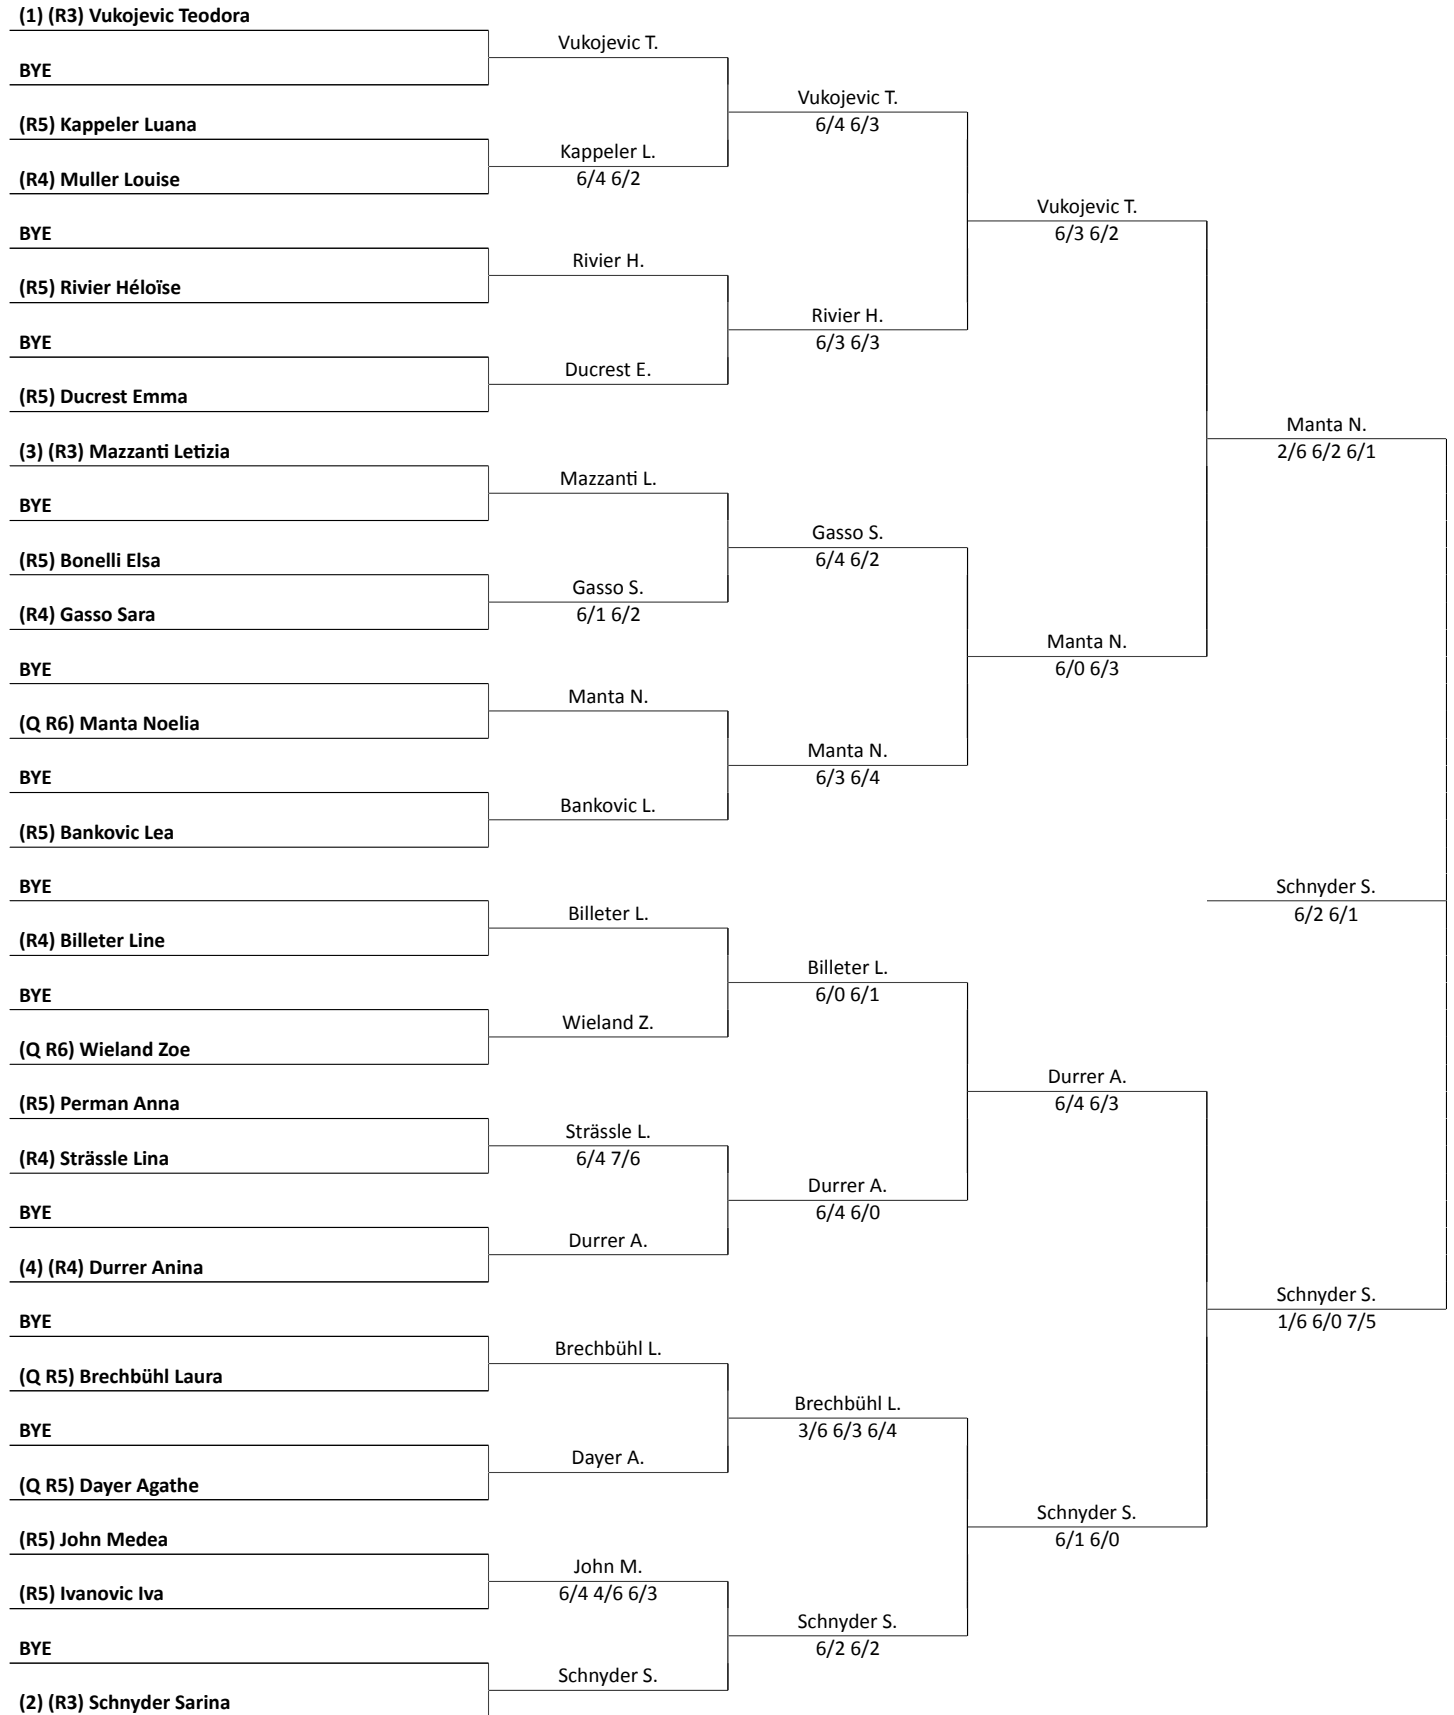 (1) (R3) Vukojevic Teodora
BYE
(R5) Kappeler Luana
(R4) Muller Louise
BYE
(R5) Rivier Héloïse
BYE
(R5) Ducrest Emma
(3) (R3) Mazzanti Letizia
BYE
(R5) Bonelli Elsa
(R4) Gasso Sara
BYE
(Q R6) Manta Noelia
BYE
(R5) Bankovic Lea
BYE
(R4) Billeter Line
BYE
(Q R6) Wieland Zoe
(R5) Perman Anna
(R4) Strässle Lina
BYE
(4) (R4) Durrer Anina
BYE
(Q R5) Brechbühl Laura
BYE
(Q R5) Dayer Agathe
(R5) John Medea
(R5) Ivanovic Iva
BYE
(2) (R3) Schnyder Sarina
Vukojevic T.
Kappeler L.
6/4 6/2
Rivier H.
Ducrest E.
Mazzanti L.
Gasso S.
6/1 6/2
Manta N.
Bankovic L.
Billeter L.
Wieland Z.
Strässle L.
6/4 7/6
Durrer A.
Brechbühl L.
Dayer A.
John M.
6/4 4/6 6/3
Schnyder S.
Vukojevic T.
6/4 6/3
Rivier H.
6/3 6/3
Gasso S.
6/4 6/2
Manta N.
6/3 6/4
Billeter L.
6/0 6/1
Durrer A.
6/4 6/0
Brechbühl L.
3/6 6/3 6/4
Schnyder S.
6/2 6/2
Vukojevic T.
6/3 6/2
Manta N.
6/0 6/3
Durrer A.
6/4 6/3
Schnyder S.
6/1 6/0
Manta N.
2/6 6/2 6/1
Schnyder S.
6/2 6/1
Schnyder S.
1/6 6/0 7/5